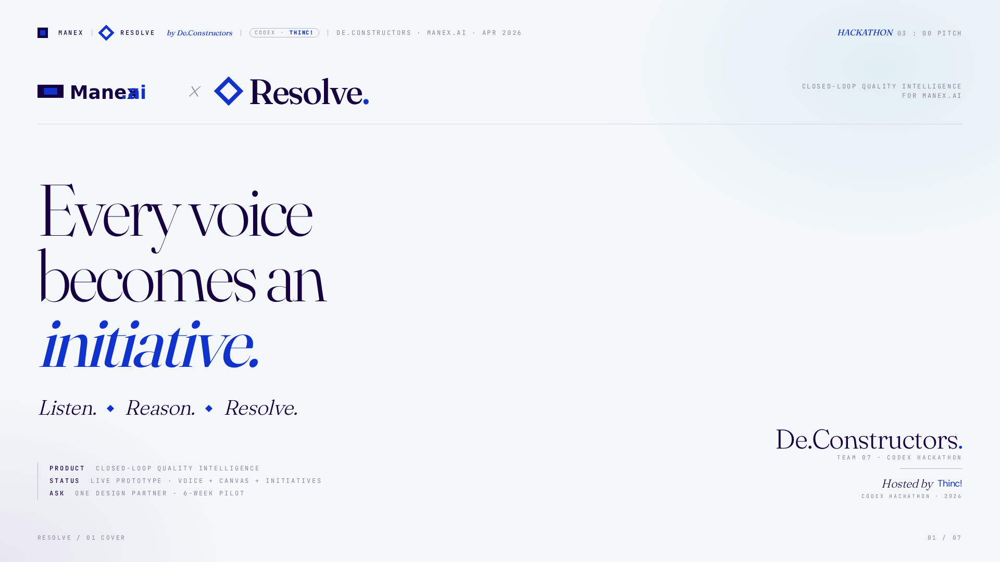 MANEX | RESOLVE by De.Constructors | CODEX · THINC! | DE.CONSTRUCTORS · MANEX.AI · APR 2026
HACKATHON 03 : 00 PITCH
Manex.ai × Resolve.
CLOSED-LOOP QUALITY INTELLIGENCE
FOR MANEX.AI
Every voice
becomes an
initiative.
Listen. ◆ Reason. ◆ Resolve.
PRODUCT CLOSED-LOOP QUALITY INTELLIGENCE
STATUS LIVE PROTOTYPE · VOICE + CANVAS + INITIATIVES
ASK ONE DESIGN PARTNER · 6-WEEK PILOT
De.Constructors.
TEAM 07 · CODEX HACKATHON
Hosted by Thinc!
CODEX HACKATHON · 2026
RESOLVE / 01 COVER
01 / 07